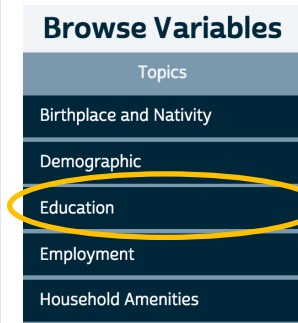 Browse Variables
Topics
Birthplace and Nativity
Demographic
Education
Employment
Household Amenities